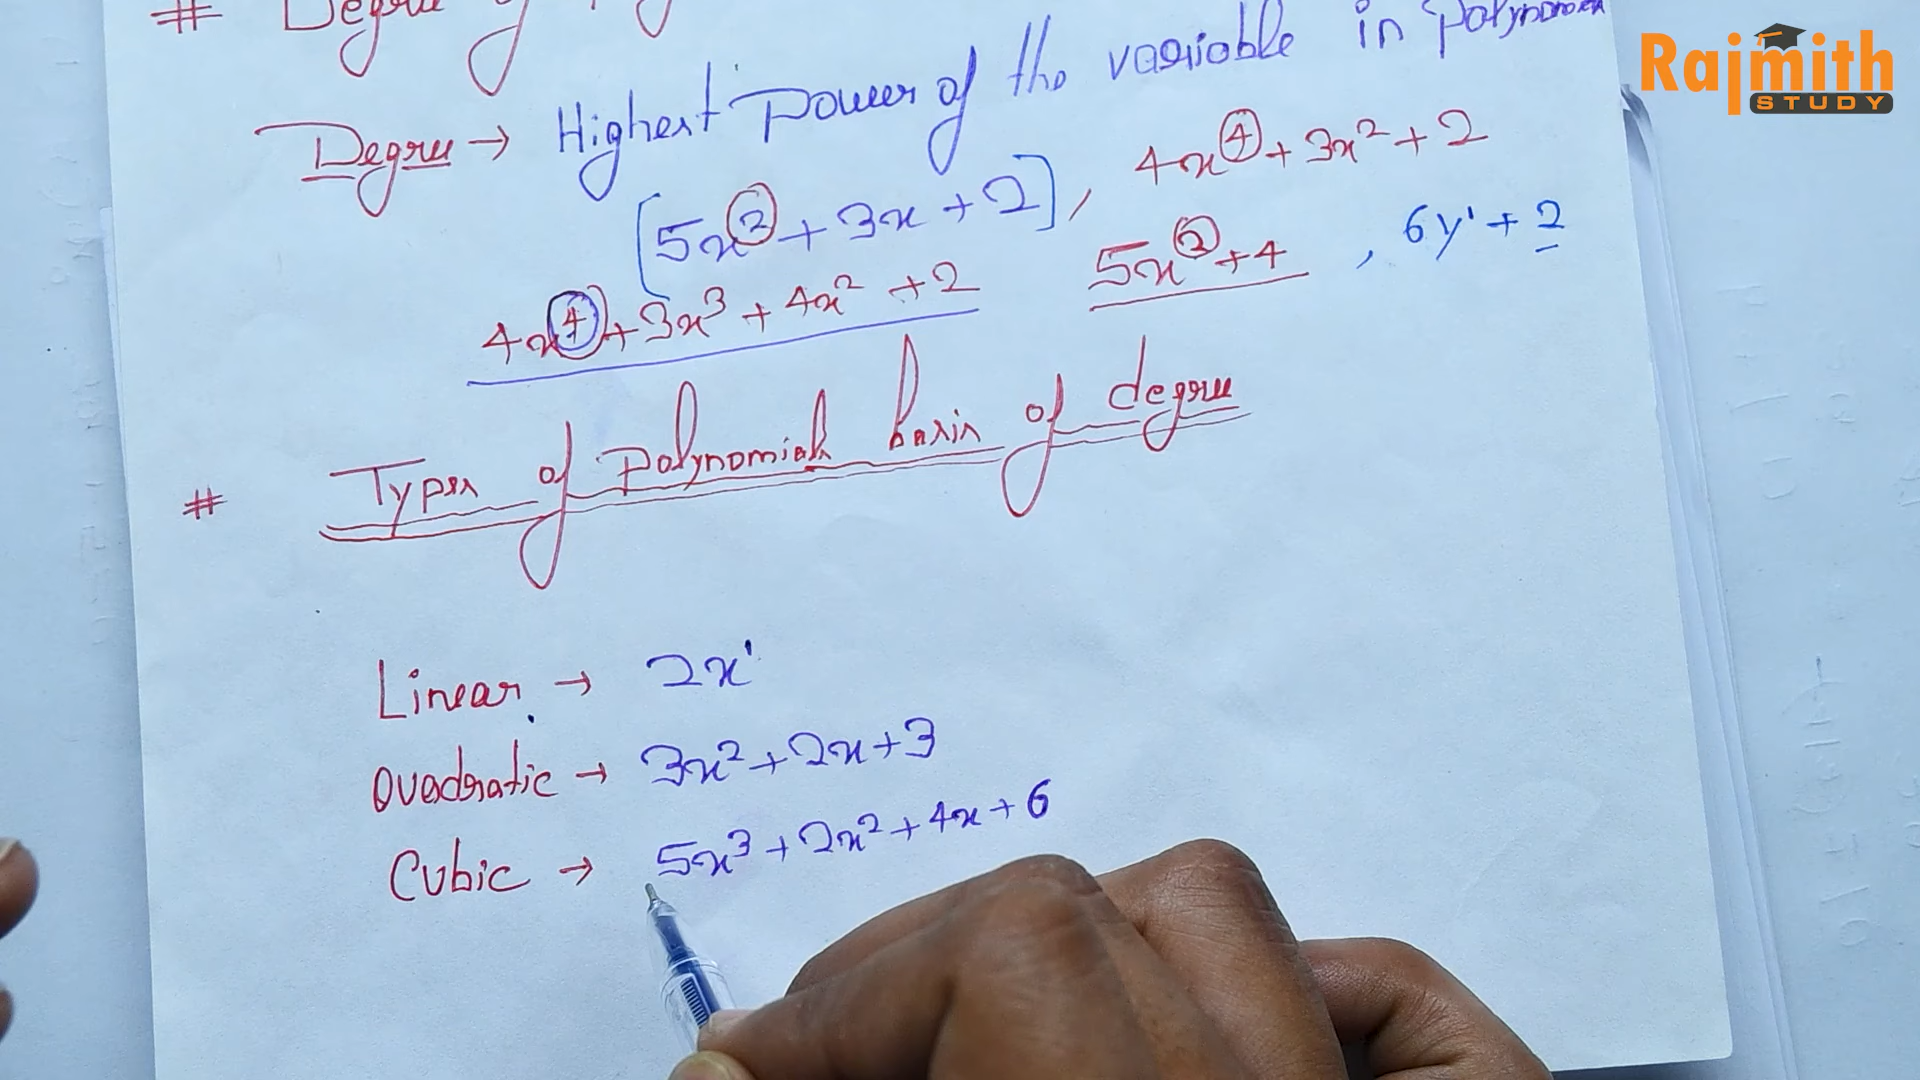 # Degree of
Degree → Highest Power of the variable in
[5x² + 3x + 2], 4x⁴ + 3x² + 2
4x⁴ + 3x³ + 4x² + 2 5x² + 4 , 6y¹ + 2
# Types of polynomials basis of degree
Linear → 2x¹
Quadratic → 3x² + 2x + 3
Cubic → 5x³ + 2x² + 4x + 6
Rajmith
STUDY